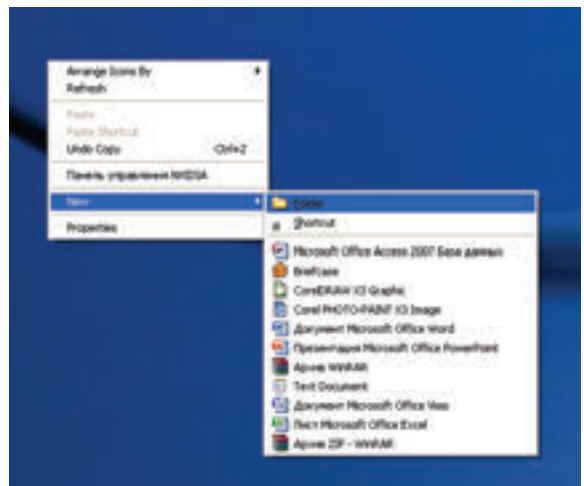 Arrange Icons By
Refresh
Paste
Paste Shortcut
Undo Copy Ctrl+Z
Панель управления NVIDIA
New
Properties
Folder
Shortcut
Microsoft Office Access 2007 База данных
Briefcase
CorelDRAW X3 Graphic
Corel PHOTO-PAINT X3 Image
Документ Microsoft Office Word
Презентация Microsoft Office PowerPoint
Архив WinRAR
Text Document
Документ Microsoft Office Visio
Лист Microsoft Office Excel
Архив ZIP - WinRAR